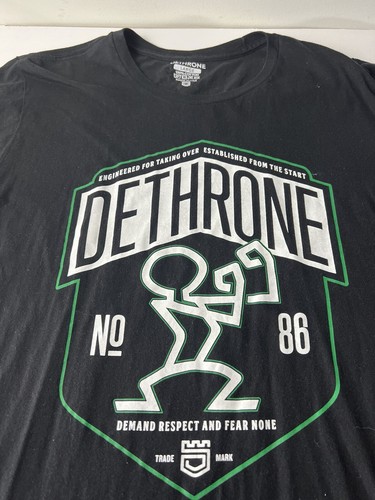 DETHRONE
LARGE
ENGINEERED FOR TAKING OVER ESTABLISHED FROM THE START
DETHRONE
NO 86
DEMAND RESPECT AND FEAR NONE
TRADE MARK